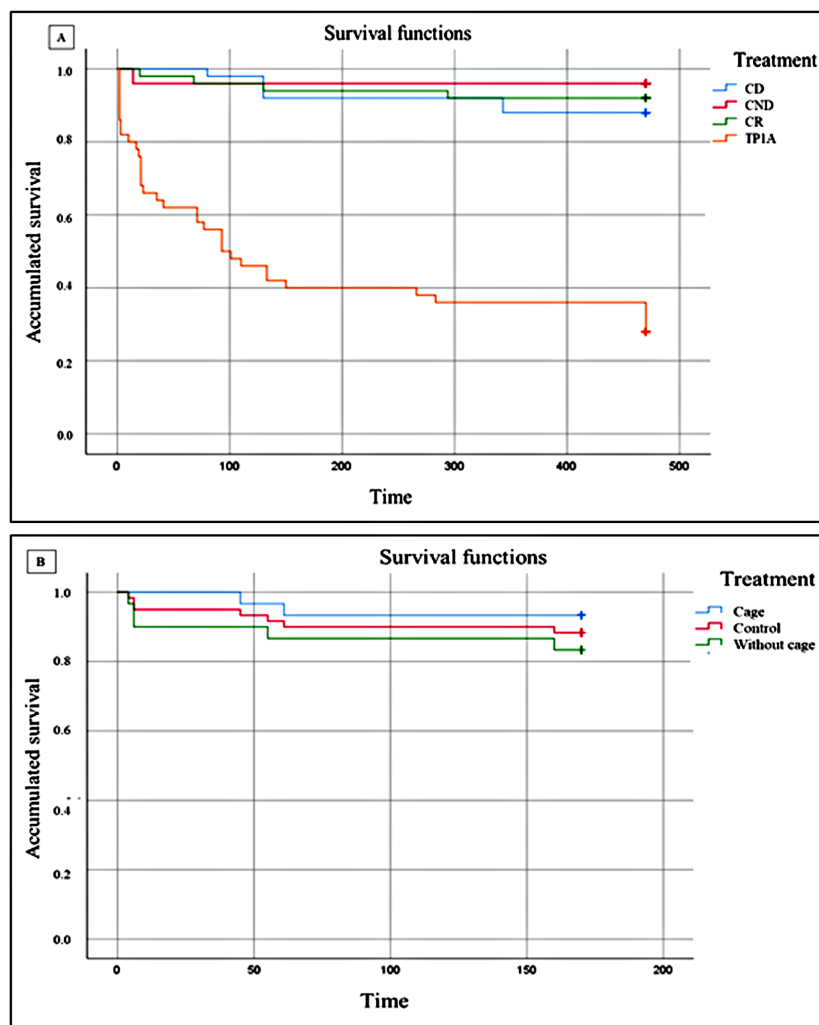 A
Survival functions
Treatment
CD
CND
CR
TP1A
Accumulated survival
1.0
0.8
0.6
0.4
0.2
0.0
0
100
200
300
400
500
Time
B
Survival functions
Treatment
Cage
Control
Without cage
Accumulated survival
1.0
0.8
0.6
0.4
0.2
0.0
0
50
100
150
200
Time